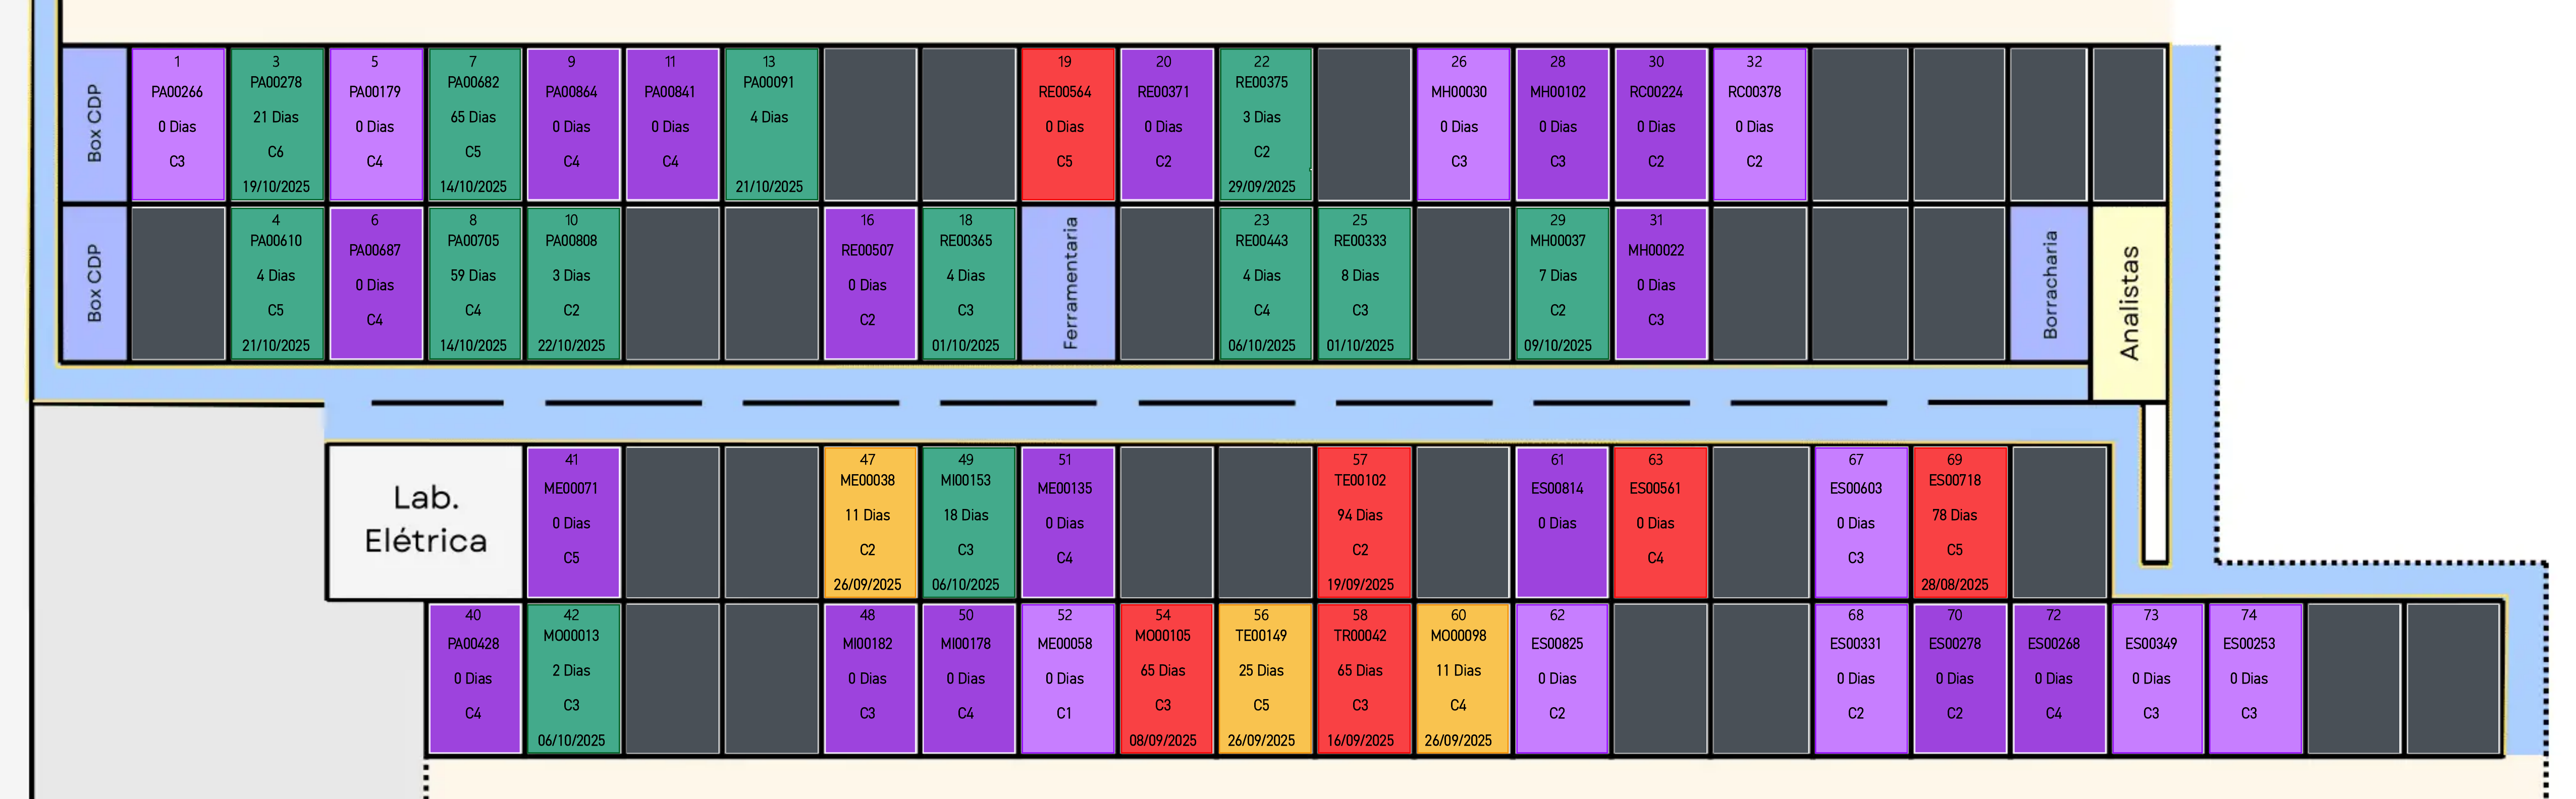 Box CDP
1
PA00266
0 Dias
C3
3
PA00278
21 Dias
C6
19/10/2025
5
PA00179
0 Dias
C4
7
PA00682
65 Dias
C5
14/10/2025
9
PA00864
0 Dias
C4
11
PA00841
0 Dias
C4
13
PA00091
4 Dias
21/10/2025
19
RE00564
0 Dias
C5
20
RE00371
0 Dias
C2
22
RE00375
3 Dias
C2
29/09/2025
26
MH00030
0 Dias
C3
28
MH00102
0 Dias
C3
30
RC00224
0 Dias
C2
32
RC00378
0 Dias
C2
Box CDP
4
PA00610
4 Dias
C5
21/10/2025
6
PA00687
0 Dias
C4
8
PA00705
59 Dias
C4
14/10/2025
10
PA00808
3 Dias
C2
22/10/2025
16
RE00507
0 Dias
C2
18
RE00365
4 Dias
C3
01/10/2025
Ferramentaria
23
RE00443
4 Dias
C4
06/10/2025
25
RE00333
8 Dias
C3
01/10/2025
29
MH00037
7 Dias
C2
09/10/2025
31
MH00022
0 Dias
C3
Borracharia
Analistas
Lab.
Elétrica
41
ME00071
0 Dias
C5
47
ME00038
11 Dias
C2
26/09/2025
49
MI00153
18 Dias
C3
06/10/2025
51
ME00135
0 Dias
C4
57
TE00102
94 Dias
C2
19/09/2025
61
ES00814
0 Dias
63
ES00561
0 Dias
C4
67
ES00603
0 Dias
C3
69
ES00718
78 Dias
C5
28/08/2025
40
PA00428
0 Dias
C4
42
MO00013
2 Dias
C3
06/10/2025
48
MI00182
0 Dias
C3
50
MI00178
0 Dias
C4
52
ME00058
0 Dias
C1
54
MO00105
65 Dias
C3
08/09/2025
56
TE00149
25 Dias
C5
26/09/2025
58
TR00042
65 Dias
C3
16/09/2025
60
MO00098
11 Dias
C4
26/09/2025
62
ES00825
0 Dias
C2
68
ES00331
0 Dias
C2
70
ES00278
0 Dias
C2
72
ES00268
0 Dias
C4
73
ES00349
0 Dias
C3
74
ES00253
0 Dias
C3